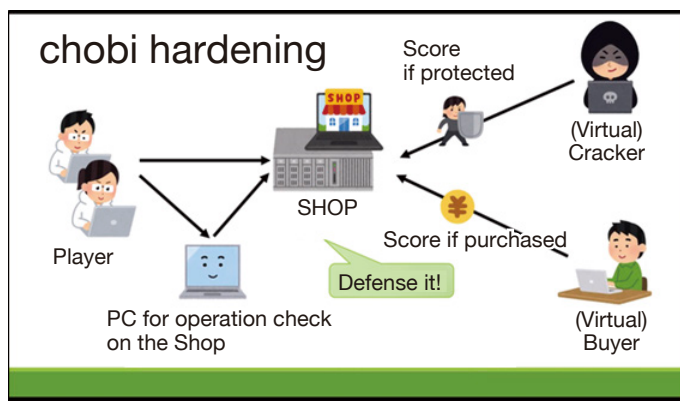 chobi hardening
Score
if protected
(Virtual)
Cracker
SHOP
SHOP
Player
¥
Score if purchased
Defense it!
PC for operation check
on the Shop
(Virtual)
Buyer